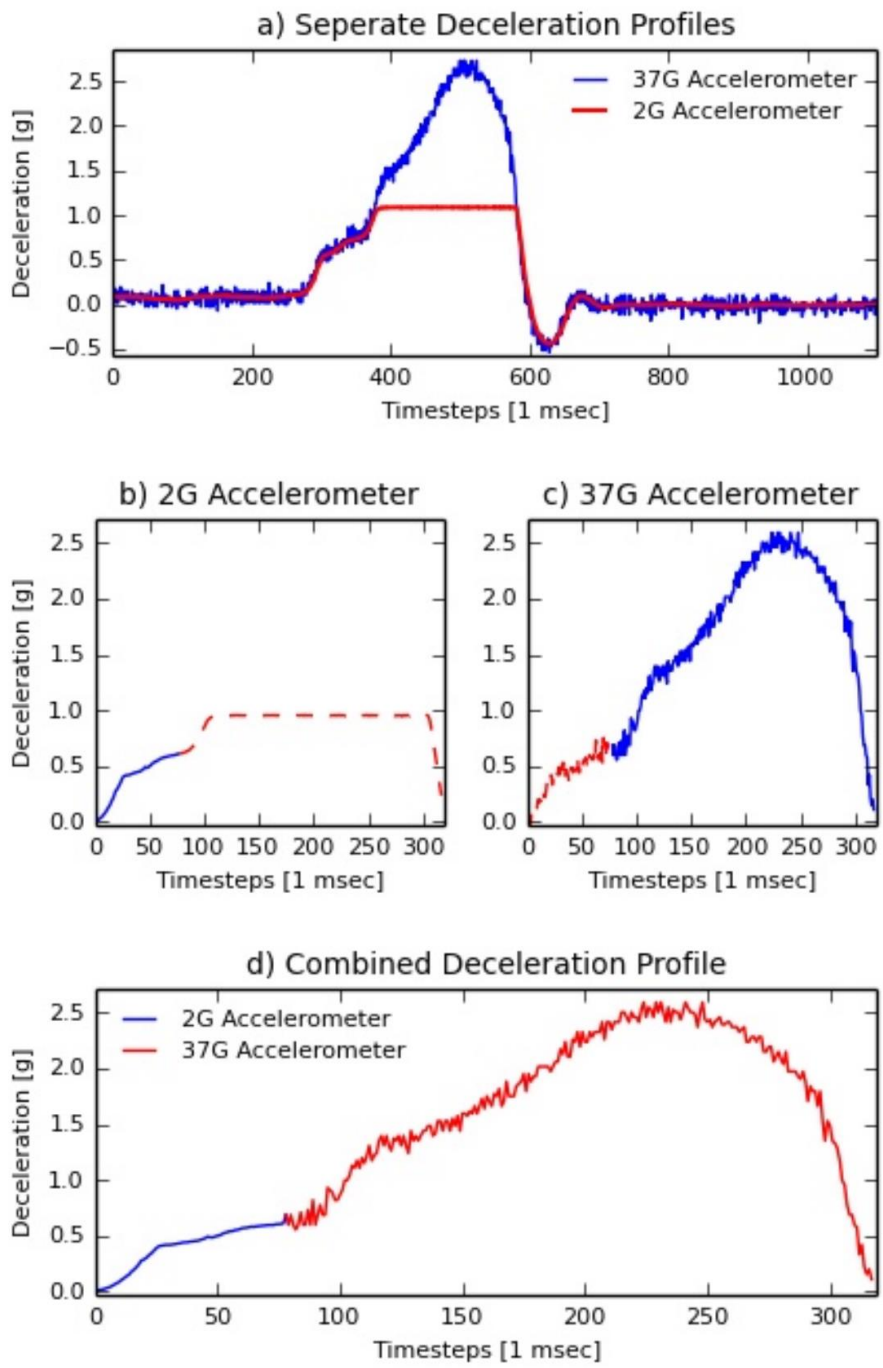 a) Seperate Deceleration Profiles
Deceleration [g]
2.5
2.0
1.5
1.0
0.5
0.0
−0.5
37G Accelerometer
2G Accelerometer
0 200 400 600 800 1000
Timesteps [1 msec]
b) 2G Accelerometer
Deceleration [g]
2.5
2.0
1.5
1.0
0.5
0.0
0 50 100 150 200 250 300
Timesteps [1 msec]
c) 37G Accelerometer
2.5
2.0
1.5
1.0
0.5
0.0
0 50 100 150 200 250 300
Timesteps [1 msec]
d) Combined Deceleration Profile
Deceleration [g]
2.5
2.0
1.5
1.0
0.5
0.0
2G Accelerometer
37G Accelerometer
0 50 100 150 200 250 300
Timesteps [1 msec]